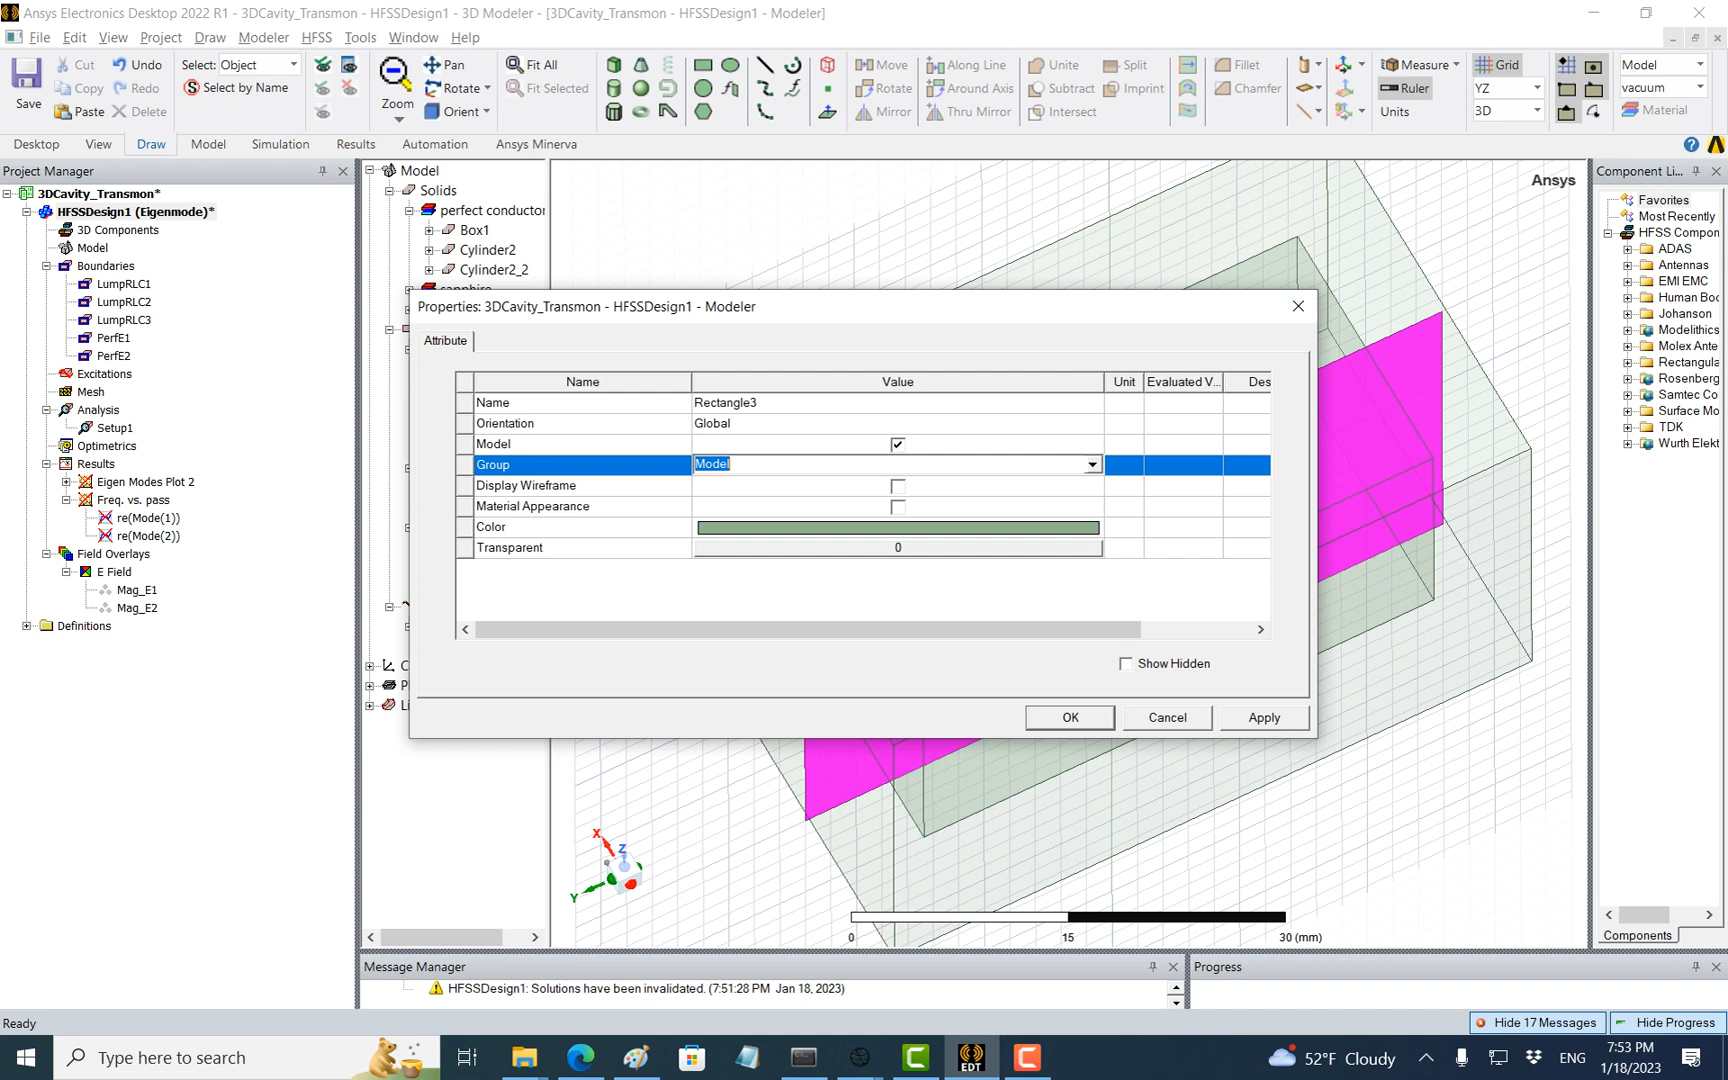 Ansys Electronics Desktop 2022 R1 - 3DCavity_Transmon - HFSSDesign1 - 3D Modeler - [3DCavity_Transmon - HFSSDesign1 - Modeler]
File Edit View Project Draw Modeler HFSS Tools Window Help
Save
Cut Copy Paste
Undo Redo Delete
Select: Object
Select by Name
Zoom
Pan Rotate Orient
Fit All
Fit Selected
Move Rotate Mirror
Along Line Around Axis Thru Mirror
Unite Subtract Intersect
Split Imprint
Fillet Chamfer
Measure Ruler Units
Grid YZ 3D
Model vacuum Material
Desktop View Draw Model Simulation Results Automation Ansys Minerva
Project Manager
3DCavity_Transmon*
HFSSDesign1 (Eigenmode)*
3D Components
Model
Boundaries
LumpRLC1
LumpRLC2
LumpRLC3
PerfE1
PerfE2
Excitations
Mesh
Analysis
Setup1
Optimetrics
Results
Eigen Modes Plot 2
Freq. vs. pass
re(Mode(1))
re(Mode(2))
Field Overlays
E Field
Mag_E1
Mag_E2
Definitions
Model
Solids
perfect conductor
Box1
Cylinder2
Cylinder2_2
Ansys
Properties: 3DCavity_Transmon - HFSSDesign1 - Modeler
Attribute
Name Value Unit Evaluated V... Des
Name Rectangle3
Orientation Global
Model
Group Model
Display Wireframe
Material Appearance
Color
Transparent 0
Show Hidden
OK Cancel Apply
X
Z
Y
0 15 30 (mm)
Component Li...
Favorites
Most Recently
HFSS Compon
ADAS
Antennas
EMI EMC
Human Bod
Johanson
Modelithics
Molex Ante
Rectangula
Rosenberg
Samtec Co
Surface Mo
TDK
Wurth Elekt
Components
Message Manager
HFSSDesign1: Solutions have been invalidated. (7:51:28 PM Jan 18, 2023)
Progress
Ready
Hide 17 Messages Hide Progress
Type here to search
EDT
52°F Cloudy
ENG
7:53 PM
1/18/2023